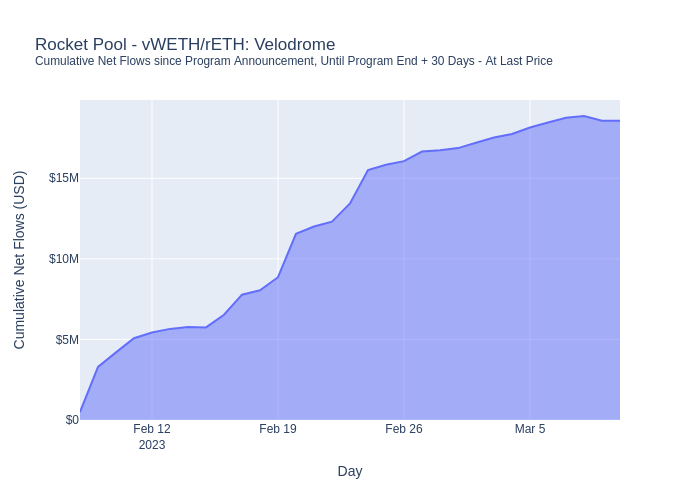 Rocket Pool - vWETH/rETH: Velodrome
Cumulative Net Flows since Program Announcement, Until Program End + 30 Days - At Last Price
Cumulative Net Flows (USD)
$15M
$10M
$5M
$0
Feb 12
2023
Feb 19
Feb 26
Mar 5
Day